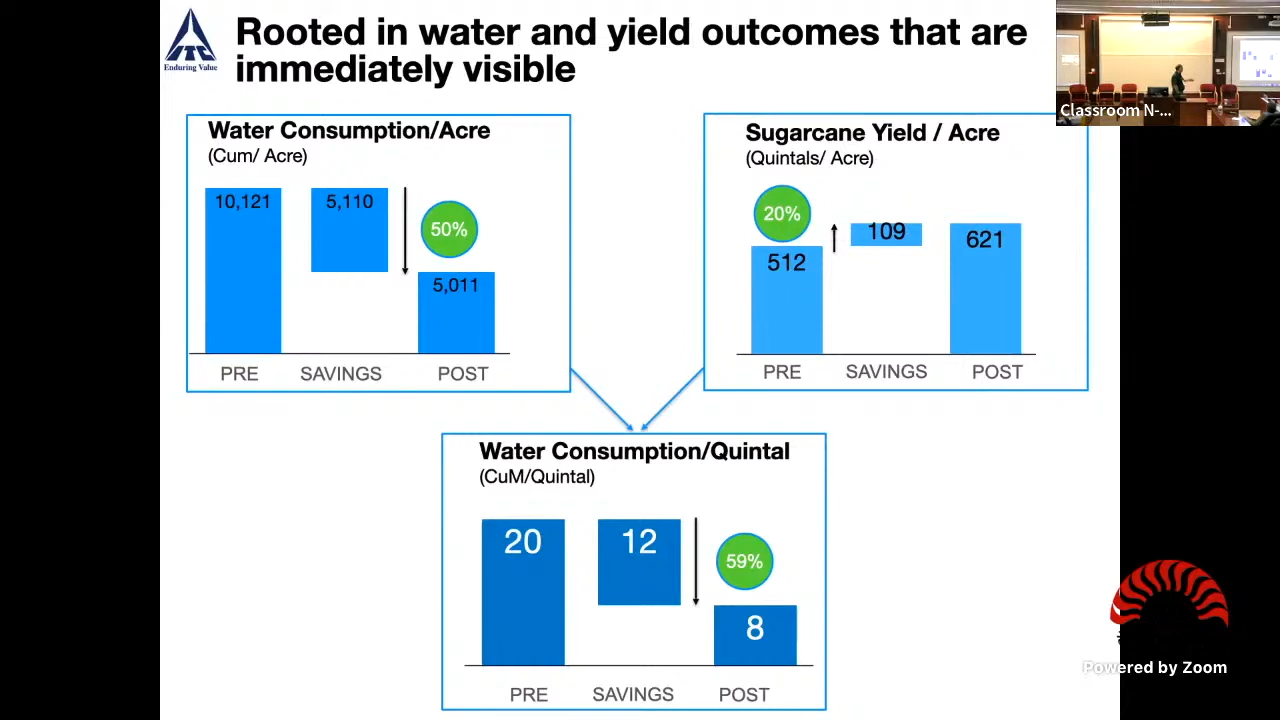 ITC
Enduring Value
Rooted in water and yield outcomes that are
immediately visible
Classroom N-...
Water Consumption/Acre
(Cum/ Acre)
10,121
5,110
50%
5,011
PRE
SAVINGS
POST
Sugarcane Yield / Acre
(Quintals/ Acre)
20%
512
109
621
PRE
SAVINGS
POST
Water Consumption/Quintal
(CuM/Quintal)
20
12
59%
8
PRE
SAVINGS
POST
Powered by Zoom